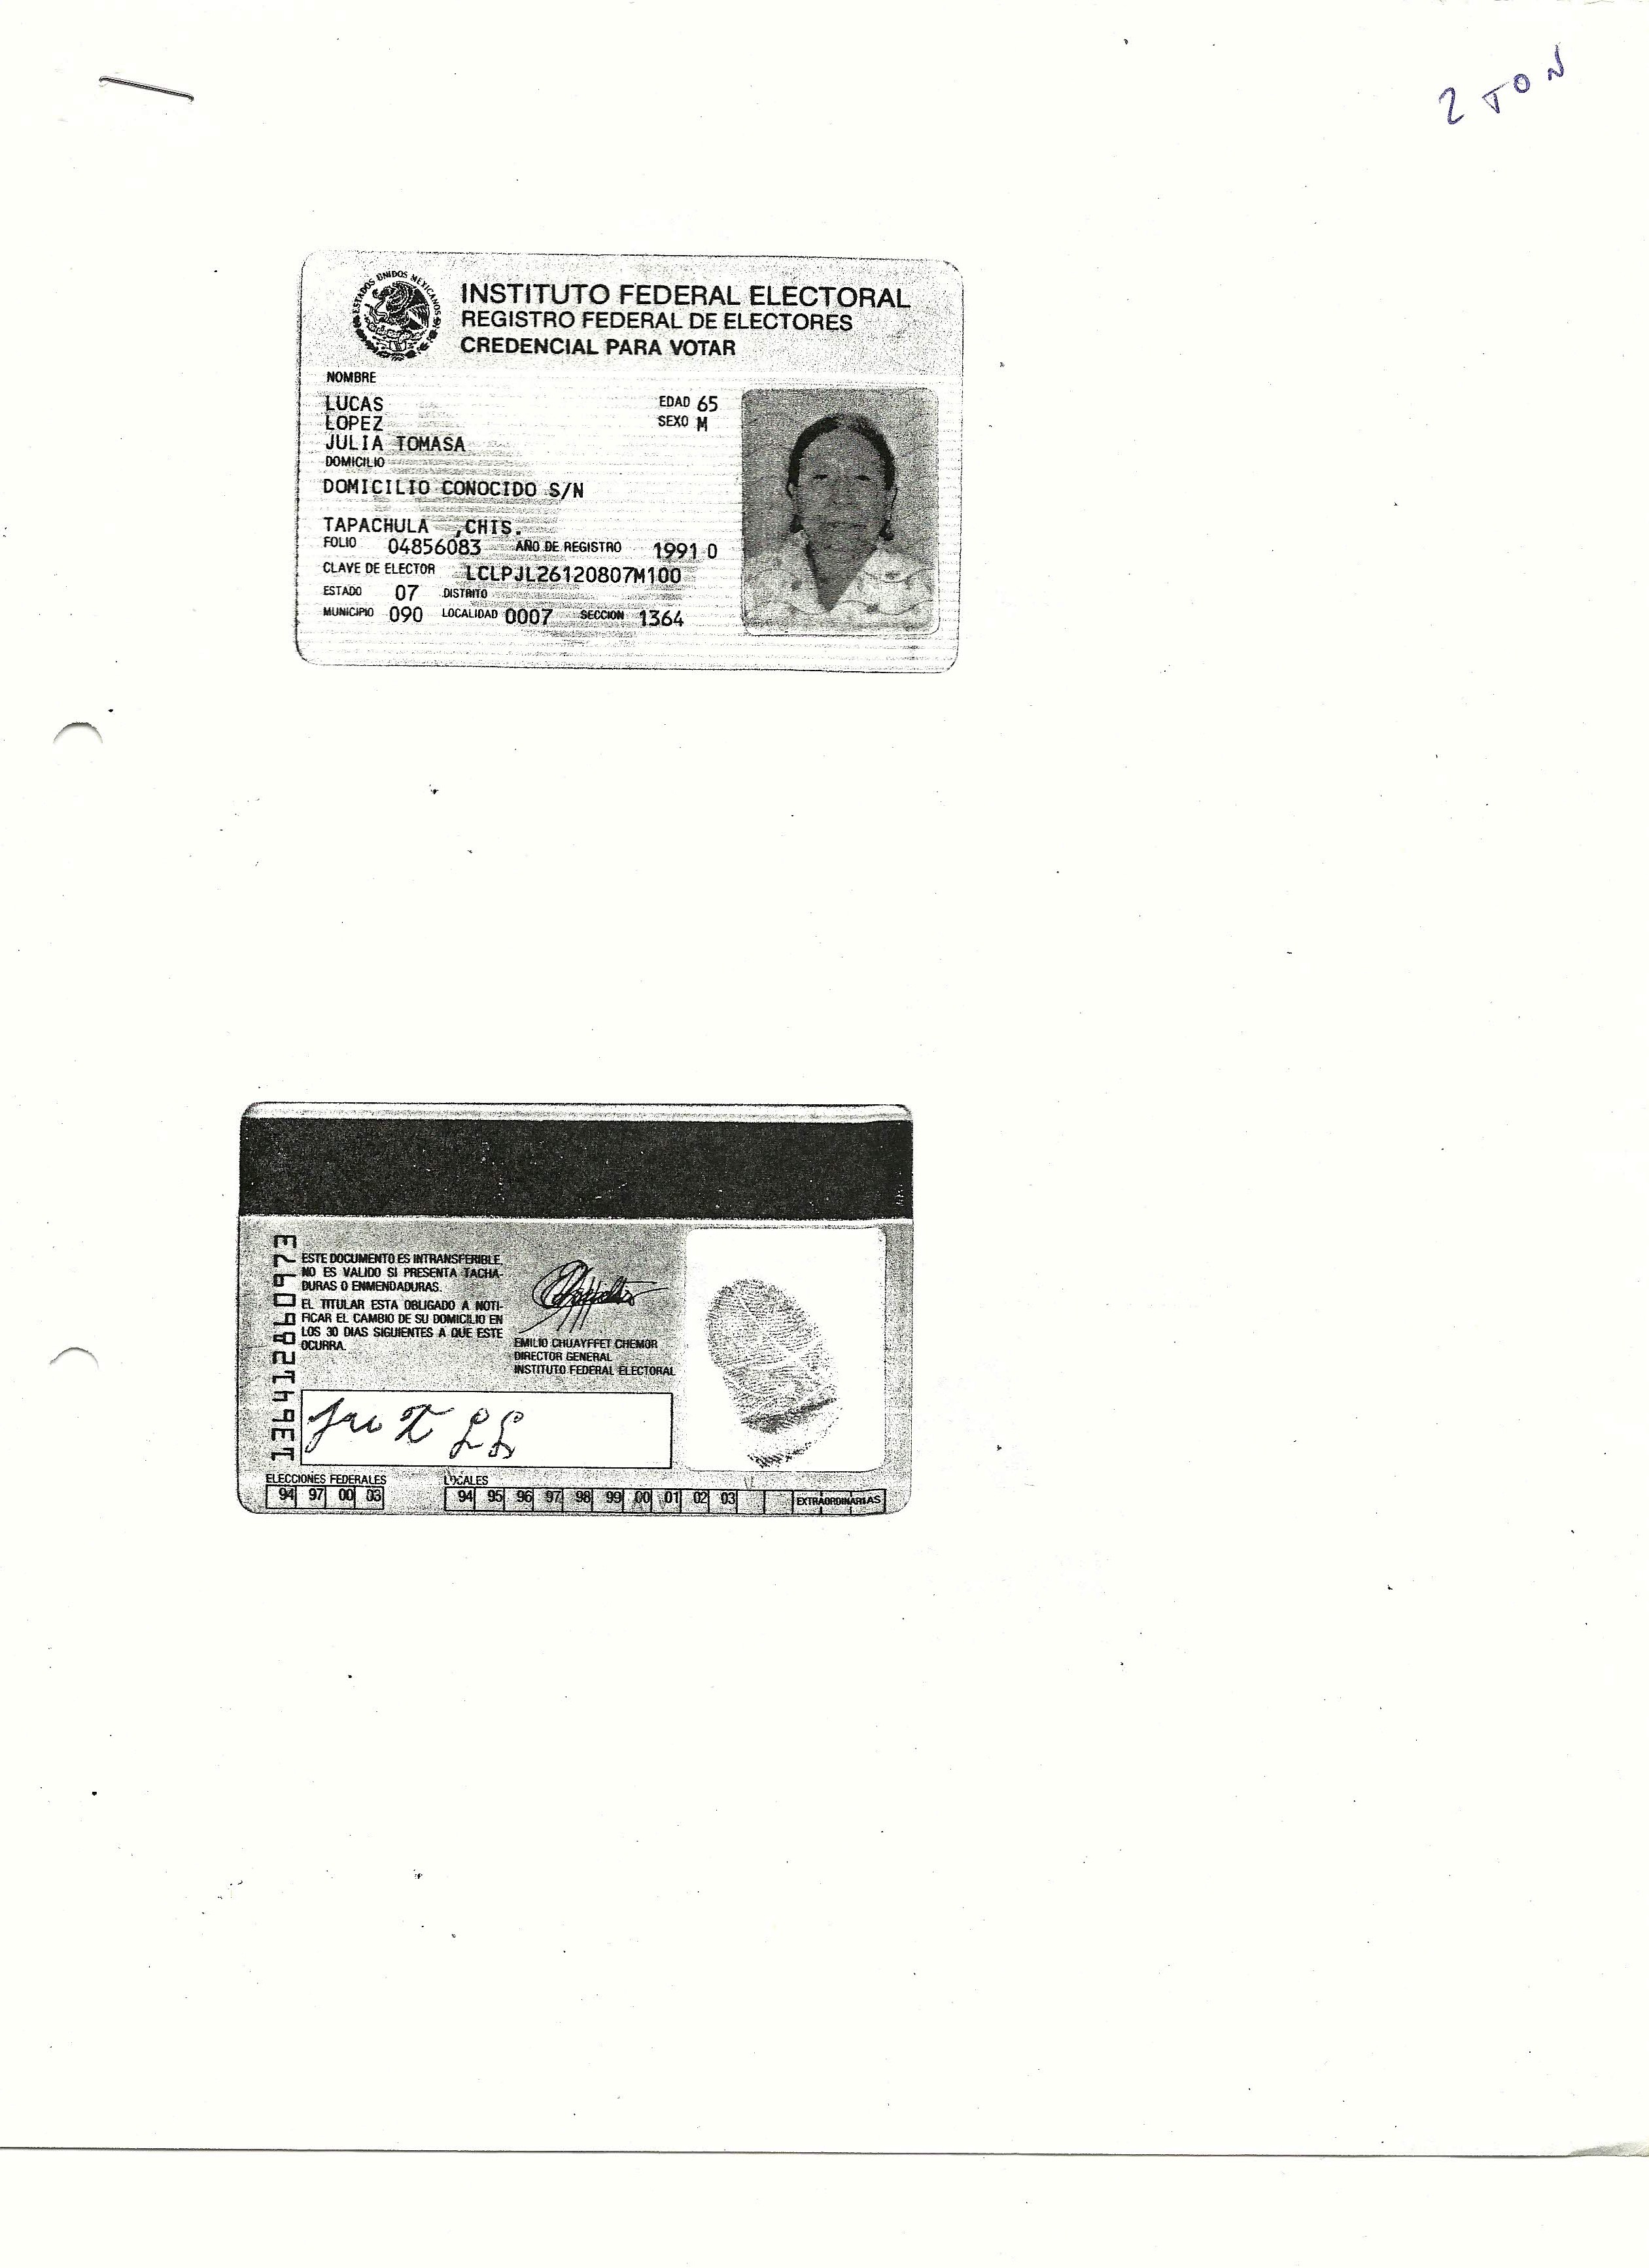 2 TON
ESTADOS UNIDOS MEXICANOS
INSTITUTO FEDERAL ELECTORAL
REGISTRO FEDERAL DE ELECTORES
CREDENCIAL PARA VOTAR
NOMBRE
LUCAS EDAD 65
LOPEZ SEXO M
JULIA TOMASA
DOMICILIO
DOMICILIO CONOCIDO S/N
TAPACHULA ,CHIS.
FOLIO 04856083 AÑO DE REGISTRO 1991 0
CLAVE DE ELECTOR LCLPJL26120807M100
ESTADO 07 DISTRITO
MUNICIPIO 090 LOCALIDAD 0007 SECCION 1364
ESTE DOCUMENTO ES INTRANSFERIBLE
NO ES VALIDO SI PRESENTA TACHA-
DURAS O ENMENDADURAS.
EL TITULAR ESTA OBLIGADO A NOTI-
FICAR EL CAMBIO DE SU DOMICILIO EN
LOS 30 DIAS SIGUIENTES A QUE ESTE
OCURRA.
EMILIO CHUAYFFET CHEMOR
DIRECTOR GENERAL
INSTITUTO FEDERAL ELECTORAL
ELECCIONES FEDERALES LOCALES
94 97 00 03 94 95 96 97 98 99 00 01 02 03 EXTRAORDINARIAS